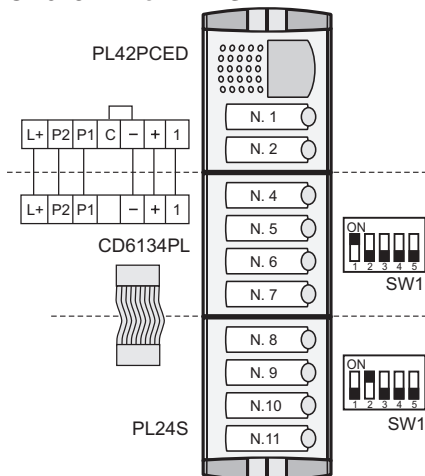 PL42PCED
N. 1
L+ P2 P1 C − + 1
N. 2
N. 4
L+ P2 P1 − + 1
N. 5
ON
CD6134PL
N. 6
1 2 3 4 5
N. 7
SW1
N. 8
N. 9
ON
N.10
1 2 3 4 5
PL24S
N.11
SW1